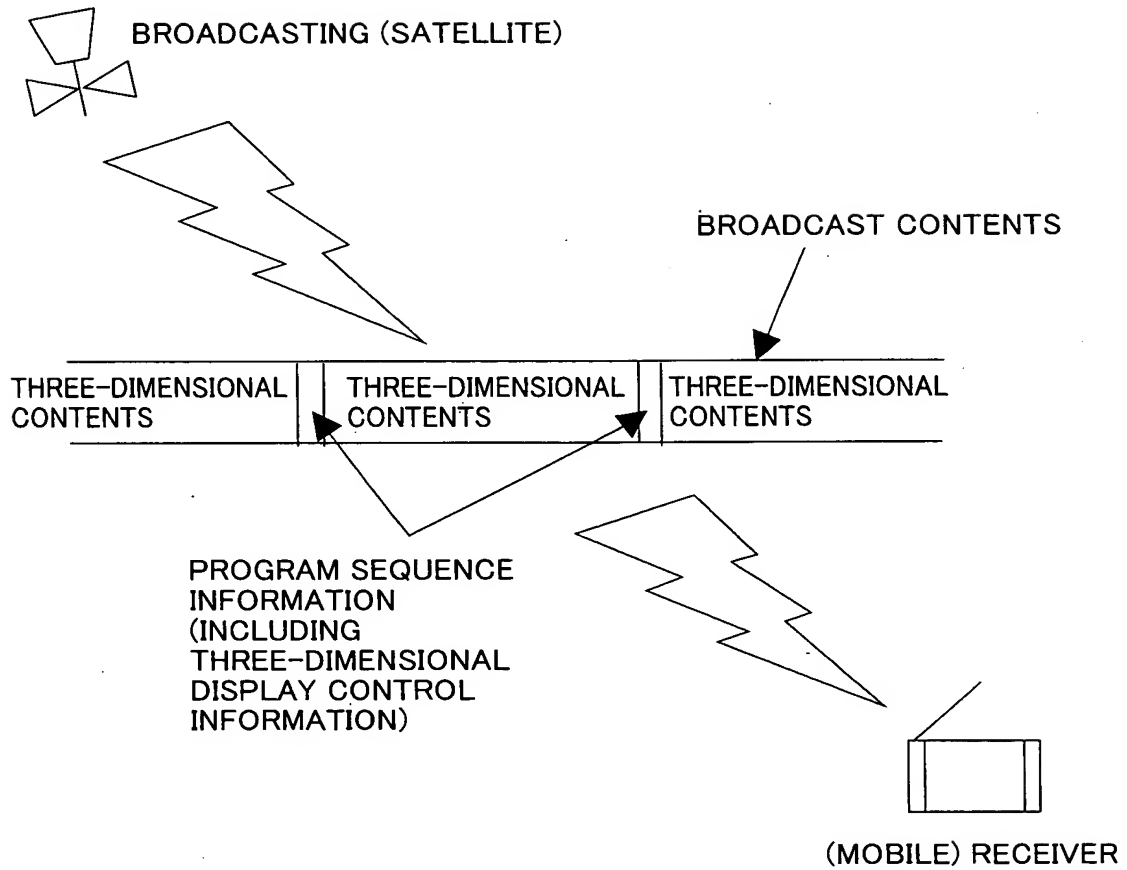 BROADCASTING (SATELLITE)
BROADCAST CONTENTS
THREE-DIMENSIONAL
CONTENTS
THREE-DIMENSIONAL
CONTENTS
THREE-DIMENSIONAL
CONTENTS
PROGRAM SEQUENCE
INFORMATION
(INCLUDING
THREE-DIMENSIONAL
DISPLAY CONTROL
INFORMATION)
(MOBILE) RECEIVER